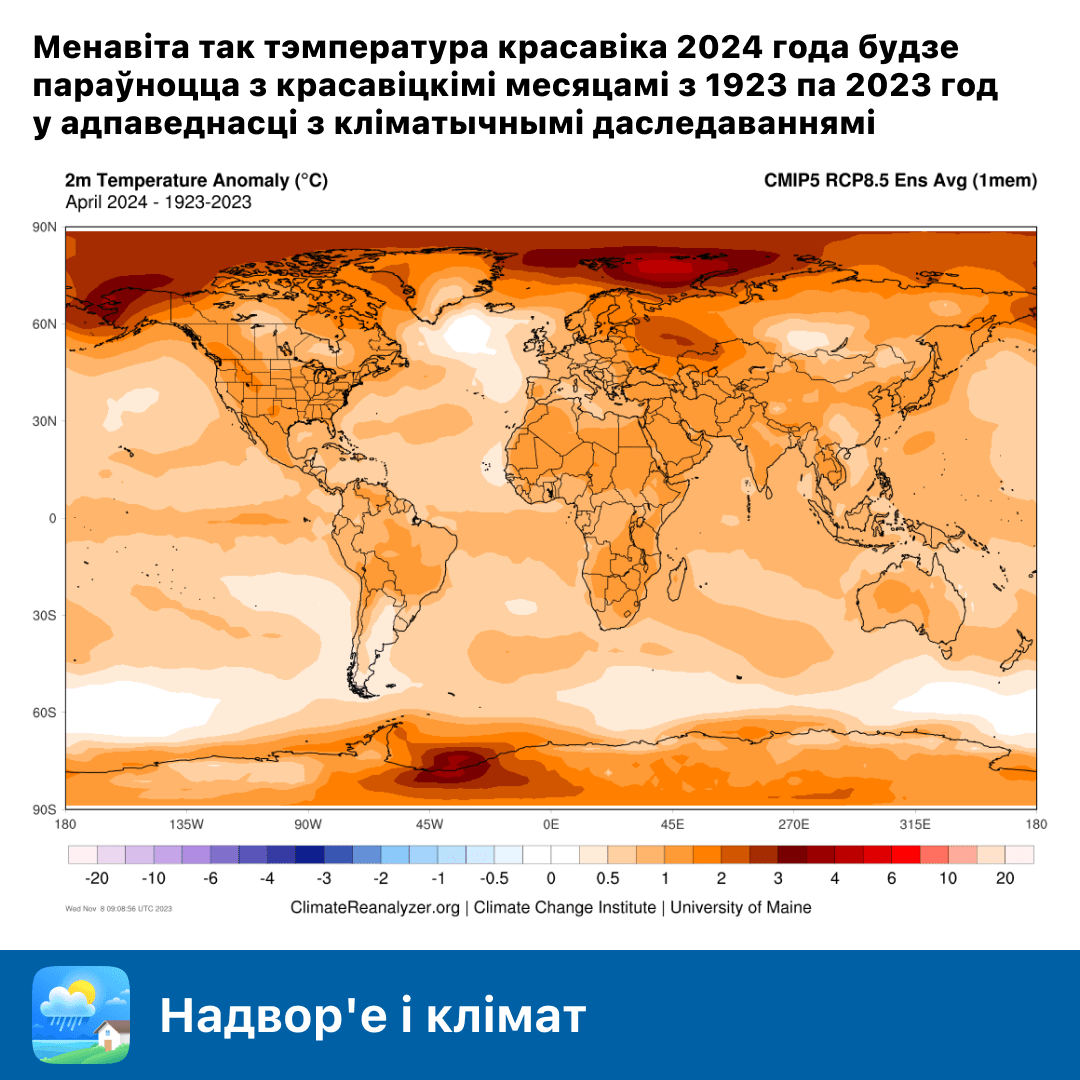 Менавіта так тэмпература красавіка 2024 года будзе
параўноцца з красавіцкімі месяцамі з 1923 па 2023 год
у адпаведнасці з кліматычнымі даследаваннямі
2m Temperature Anomaly (°C)
CMIP5 RCP8.5 Ens Avg (1mem)
April 2024 - 1923-2023
90N
60N
30N
0
30S
60S
90S
180 135W 90W 45W 0E 45E 270E 315E 180
-20 -10 -6 -4 -3 -2 -1 -0.5 0 0.5 1 2 3 4 6 10 20
Wed Nov 8 09:08:56 UTC 2023
ClimateReanalyzer.org | Climate Change Institute | University of Maine
Надвор'е і клімат